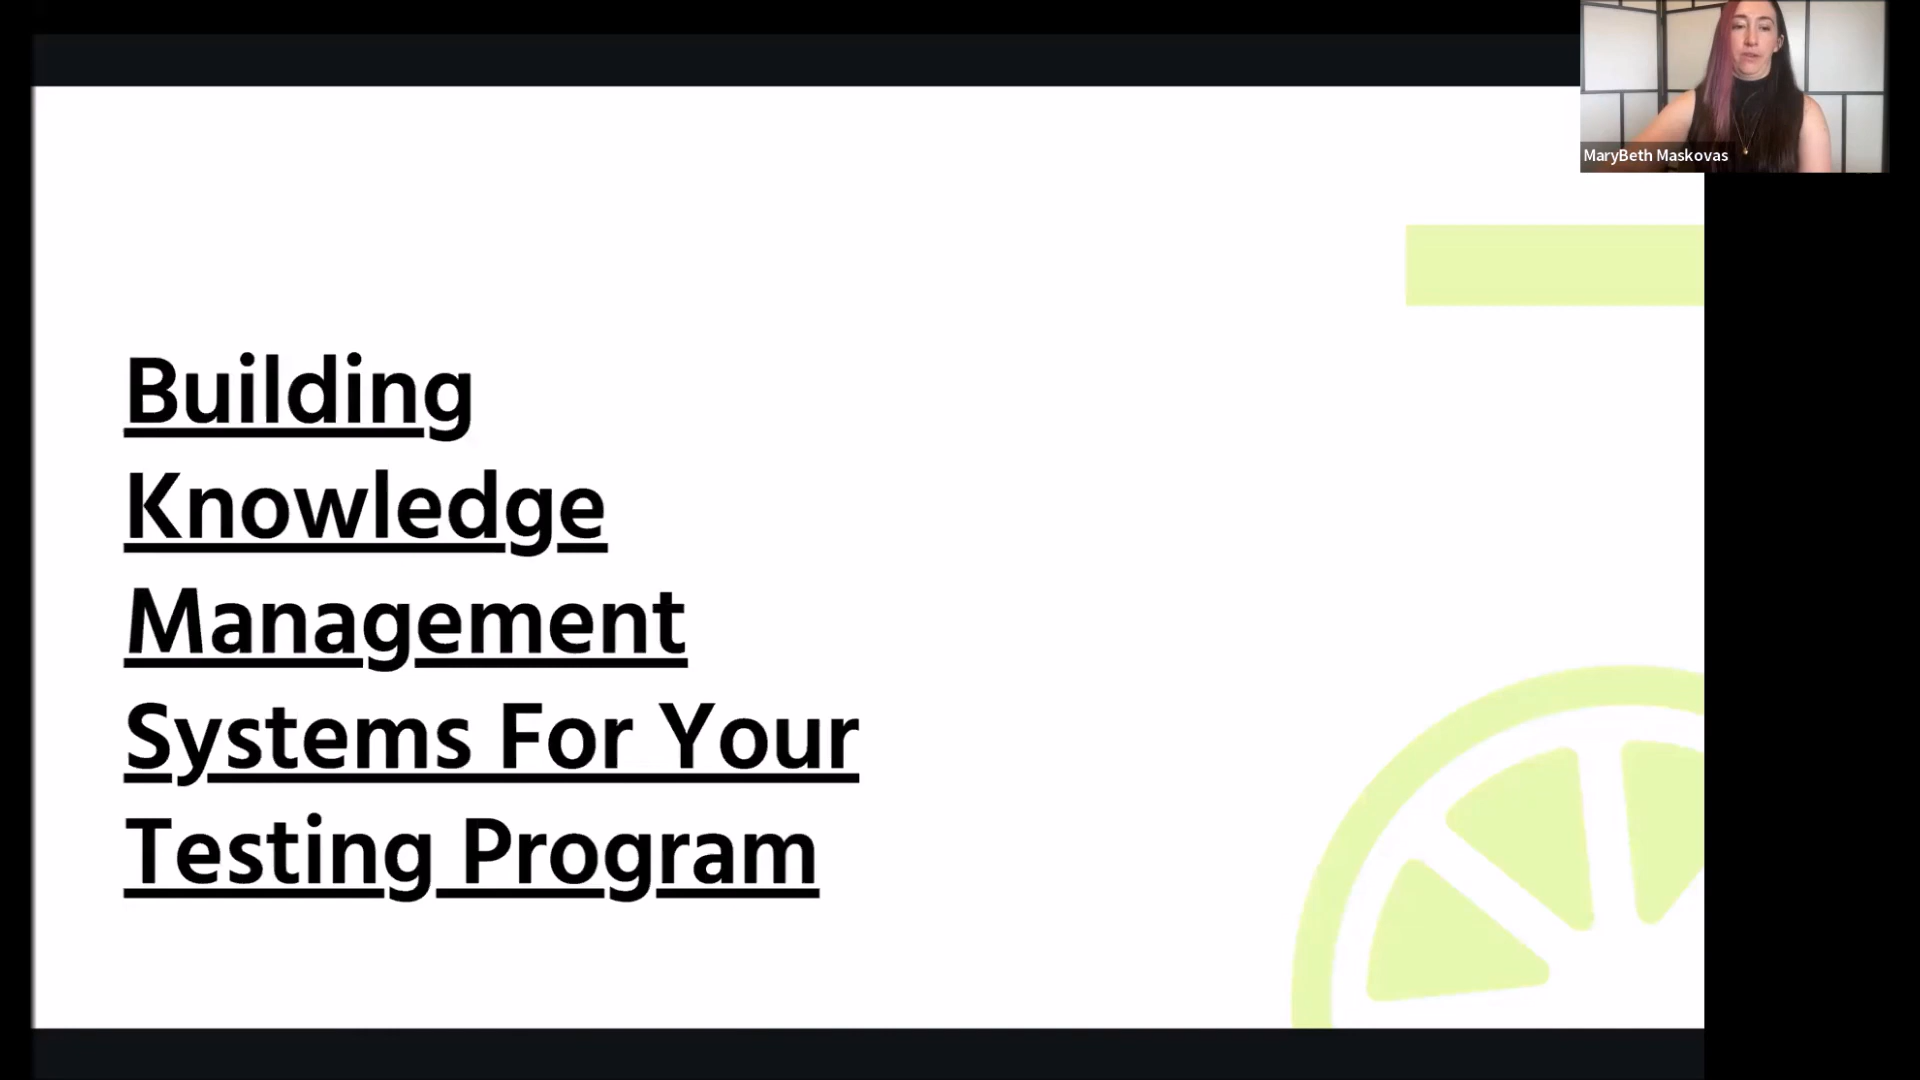 MaryBeth Maskovas
Building
Knowledge
Management
Systems For Your
Testing Program